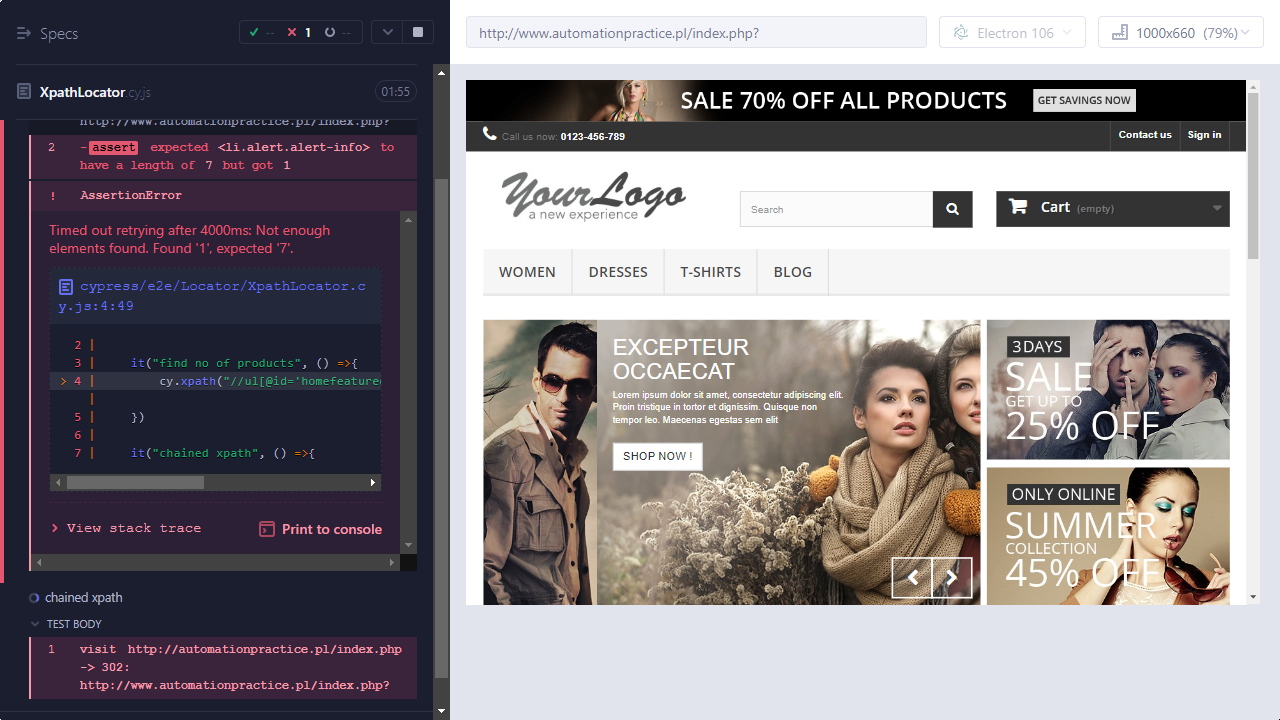 Specs
-- 1 --
XpathLocator.cy.js
01:55
http://www.automationpractice.pl/index.php?
2 -assert expected <li.alert.alert-info> to
have a length of 7 but got 1
! AssertionError
Timed out retrying after 4000ms: Not enough
elements found. Found '1', expected '7'.
cypress/e2e/Locator/XpathLocator.c
y.js:4:49
2 |
3 | it("find no of products", () =>{
> 4 | cy.xpath("//ul[@id='homefeature
|
5 | })
6 |
7 | it("chained xpath", () =>{
> View stack trace
Print to console
chained xpath
TEST BODY
1 visit http://automationpractice.pl/index.php
-> 302:
http://www.automationpractice.pl/index.php?
http://www.automationpractice.pl/index.php?
Electron 106
1000x660 (79%)
SALE 70% OFF ALL PRODUCTS
GET SAVINGS NOW
Call us now: 0123-456-789
Contact us
Sign in
YourLogo
a new experience
Search
Cart (empty)
WOMEN
DRESSES
T-SHIRTS
BLOG
EXCEPTEUR
OCCAECAT
Lorem ipsum dolor sit amet, consectetur adipiscing elit.
Proin tristique in tortor et dignissim. Quisque non
tempor leo. Maecenas egestas sem elit
SHOP NOW !
3 DAYS
SALE
GET UP TO
25% OFF
ONLY ONLINE
SUMMER
COLLECTION
45% OFF